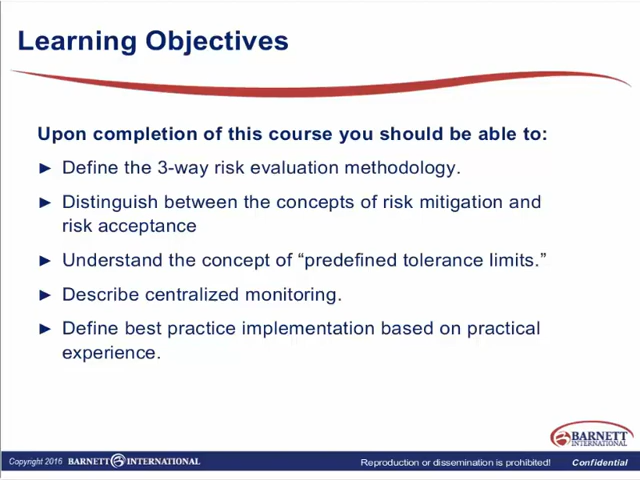 Learning Objectives
Upon completion of this course you should be able to:
► Define the 3-way risk evaluation methodology.
► Distinguish between the concepts of risk mitigation and
risk acceptance
► Understand the concept of “predefined tolerance limits.”
► Describe centralized monitoring.
► Define best practice implementation based on practical
experience.
BARNETT
INTERNATIONAL
Copyright 2016 BARNETT INTERNATIONAL Reproduction or dissemination is prohibited! Confidential